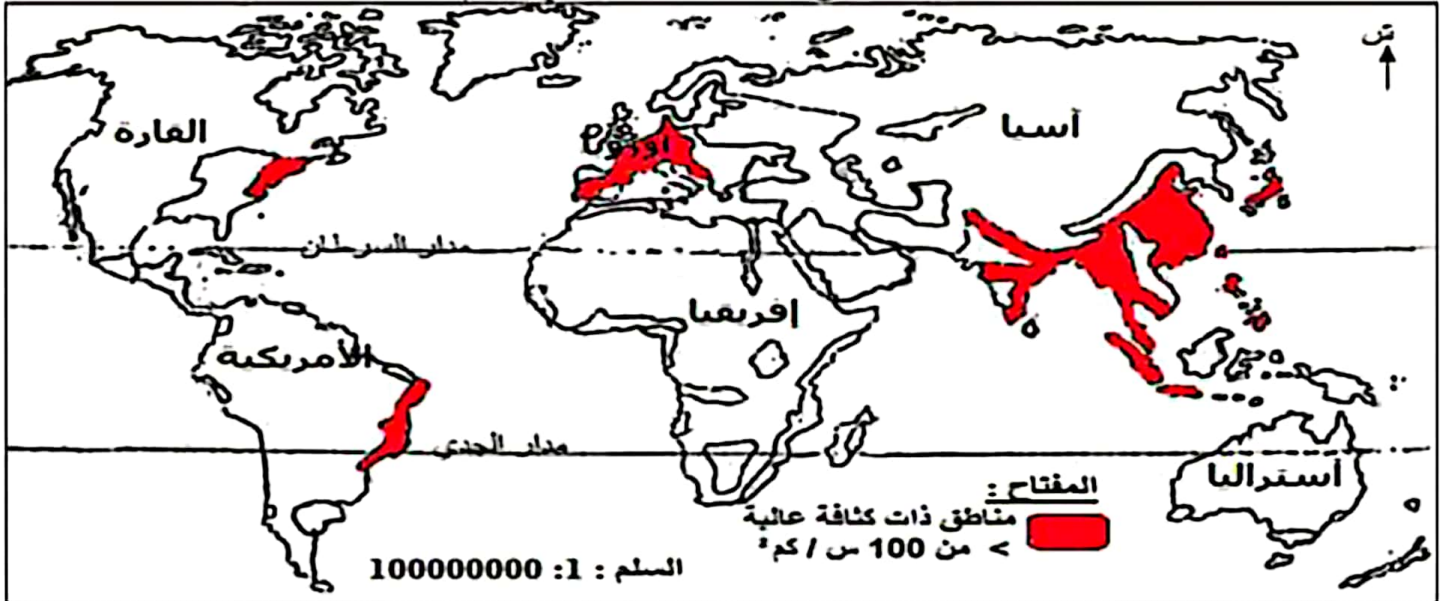 ش
القارة
آسيا
أوروبا
مدار السرطان
إفريقيا
الأمريكية
مدار الجدي
أستراليا
المفتاح :
مناطق ذات كثافة عالية
> من 100 س / كم²
السلم : 1: 100000000